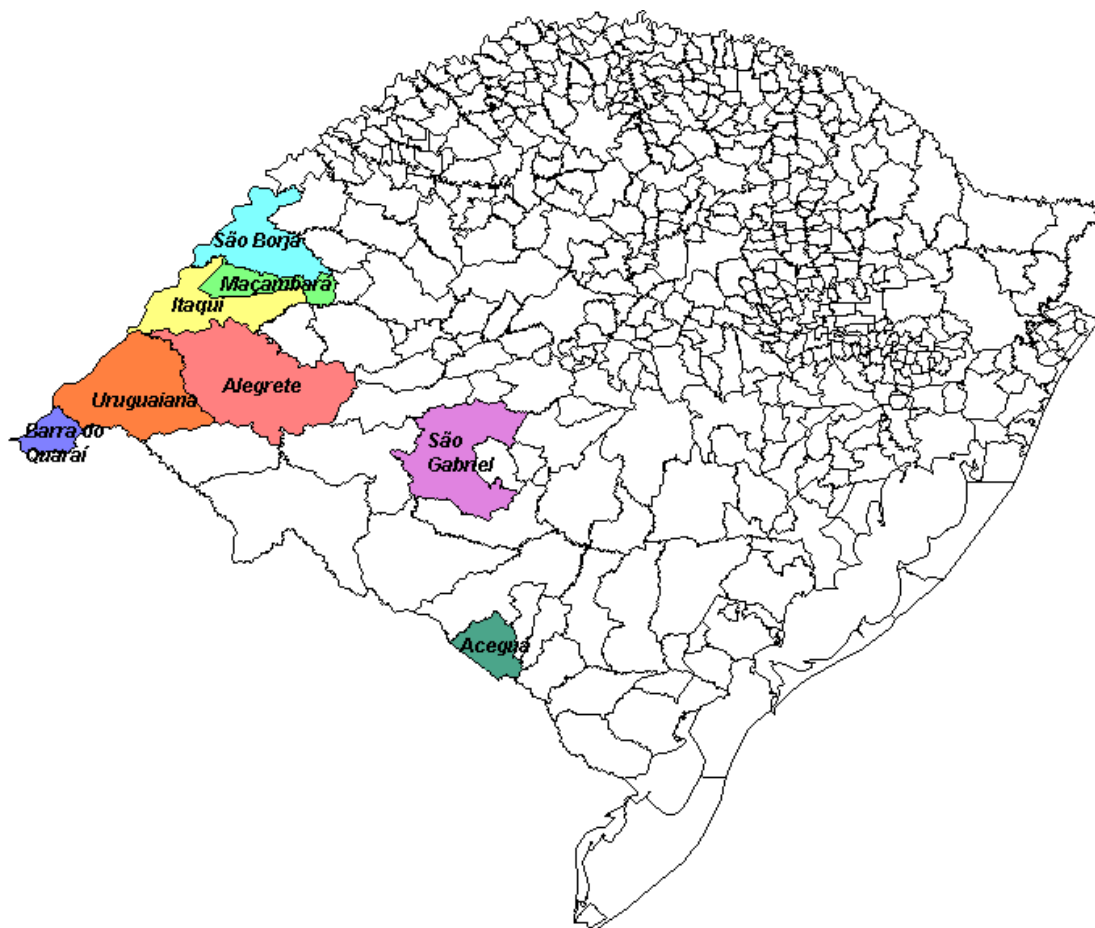 São Borja
Maçambará
Itaqui
Alegrete
Uruguaiana
Barra do
Quaraí
São
Gabriel
Aceguá